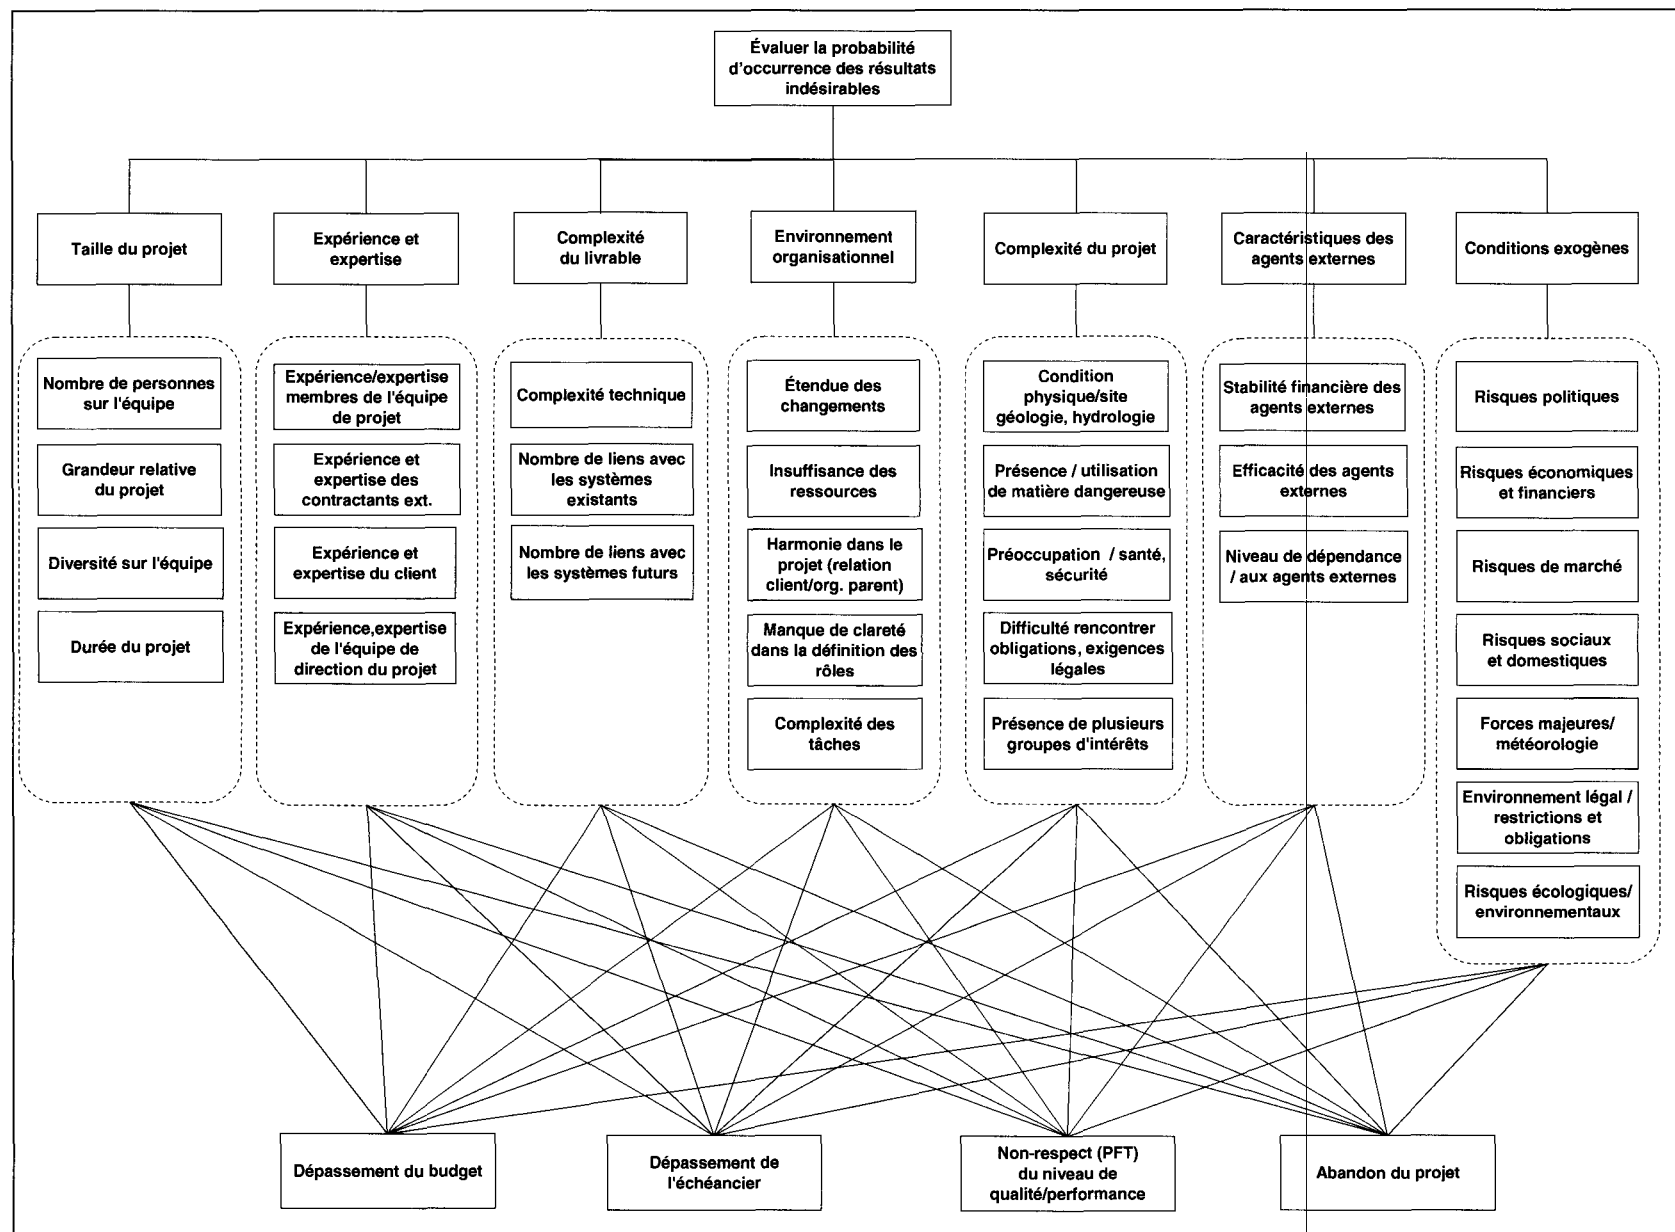 Évaluer la probabilité
d'occurrence des résultats
indésirables
Taille du projet
Expérience et
expertise
Complexité
du livrable
Environnement
organisationnel
Complexité du projet
Caractéristiques des
agents externes
Conditions exogènes
Nombre de personnes
sur l'équipe
Grandeur relative
du projet
Diversité sur l'équipe
Durée du projet
Expérience/expertise
membres de l'équipe
de projet
Expérience et
expertise des
contractants ext.
Expérience et
expertise du client
Expérience,expertise
de l'équipe de
direction du projet
Complexité technique
Nombre de liens avec
les systèmes
existants
Nombre de liens avec
les systèmes futurs
Étendue des
changements
Insuffisance des
ressources
Harmonie dans le
projet (relation
client/org. parent)
Manque de clareté
dans la définition des
rôles
Complexité des
tâches
Condition
physique/site
géologie, hydrologie
Présence / utilisation
de matière dangereuse
Préoccupation / santé,
sécurité
Difficulté rencontrer
obligations, exigences
légales
Présence de plusieurs
groupes d'intérêts
Stabilité financière des
agents externes
Efficacité des agents
externes
Niveau de dépendance
/ aux agents externes
Risques politiques
Risques économiques
et financiers
Risques de marché
Risques sociaux
et domestiques
Forces majeures/
météorologie
Environnement légal /
restrictions et
obligations
Risques écologiques/
environnementaux
Dépassement du budget
Dépassement de
l'échéancier
Non-respect (PFT)
du niveau de
qualité/performance
Abandon du projet